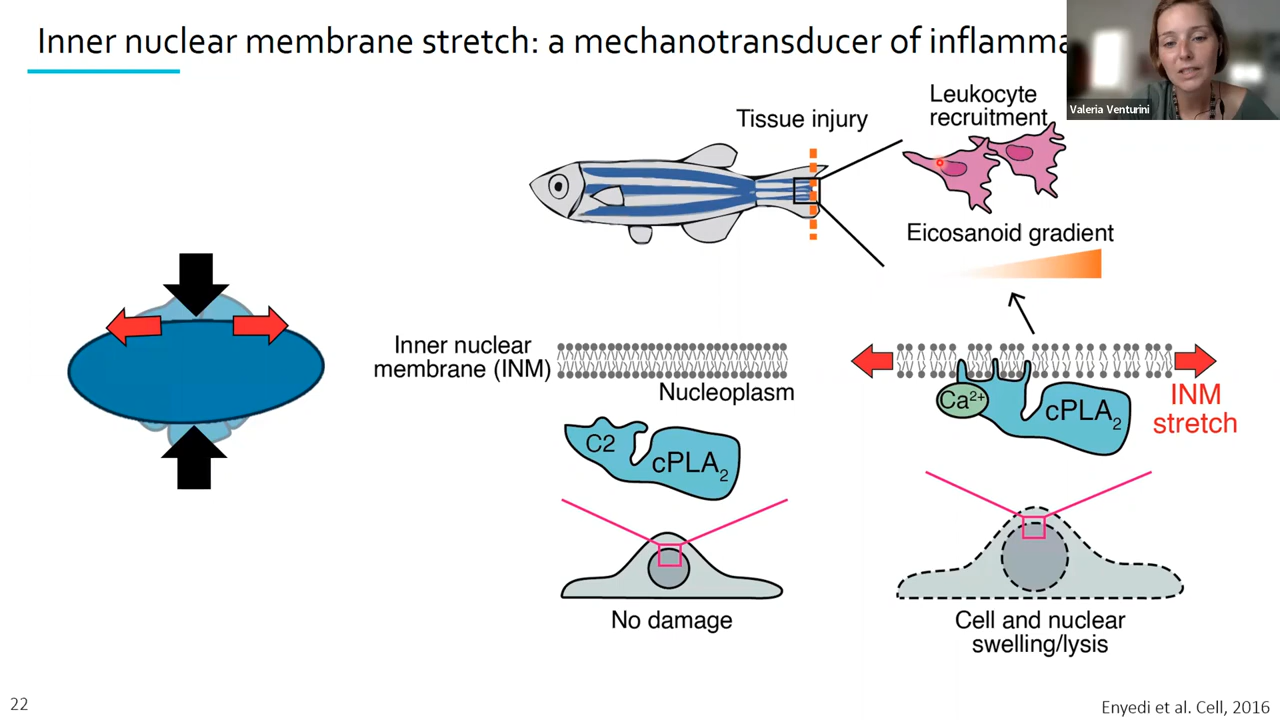 Inner nuclear membrane stretch: a mechanotransducer of inflamma
Valeria Venturini
Tissue injury
Leukocyte
recruitment
Eicosanoid gradient
Inner nuclear
membrane (INM)
Nucleoplasm
C2
cPLA2
Ca2+
cPLA2
INM
stretch
No damage
Cell and nuclear
swelling/lysis
22
Enyedi et al. Cell, 2016